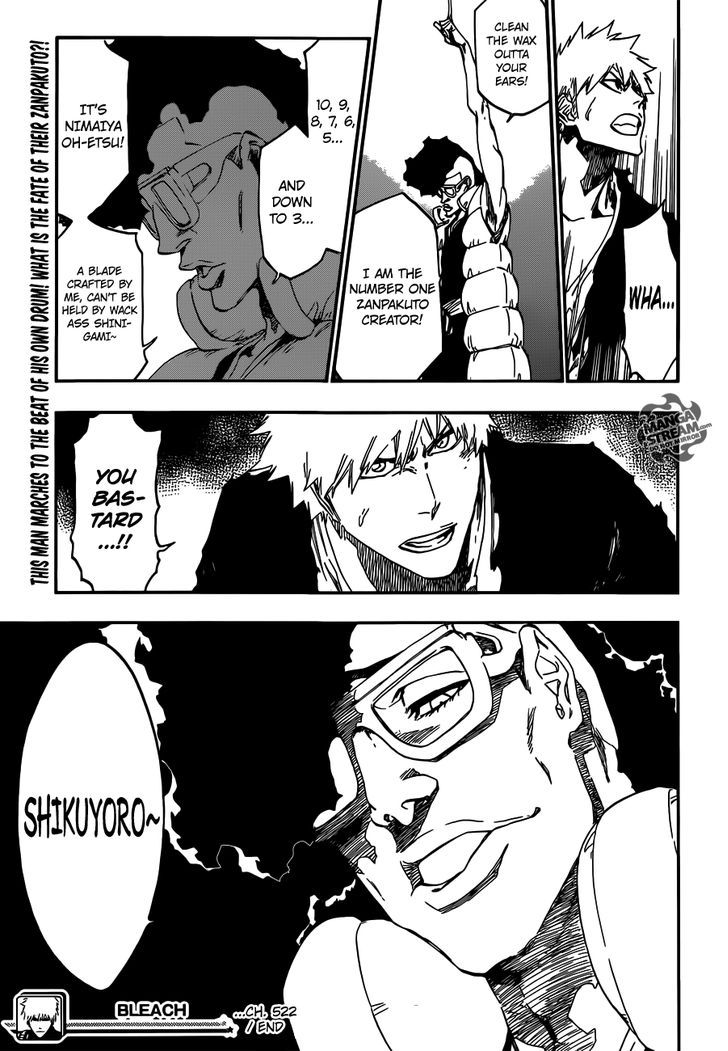 WHA...
CLEAN
THE WAX
OUTTA
YOUR
EARS!
I AM THE
NUMBER ONE
ZANPAKUTO
CREATOR!
10, 9,
8, 7, 6,
5...
AND
DOWN
TO 3...
IT'S
NIMAIYA
OH-ETSU!
A BLADE
CRAFTED BY
ME, CAN'T BE
HELD BY WACK
ASS SHINI-
GAMI~
THIS MAN MARCHES TO THE BEAT OF HIS OWN DRUM! WHAT IS THE FATE OF THEIR ZANPAKUTO?!
MANGA
STREAM
.COM
YOU
BAS-
TARD
....!!
SHIKUYORO~
BLEACH
...CH. 522
/ END